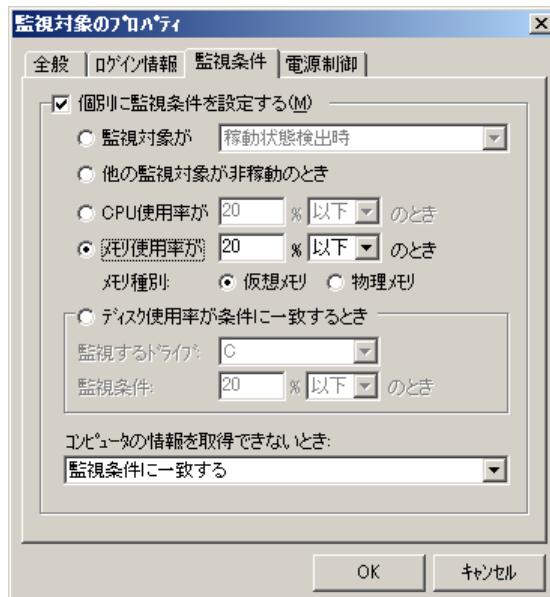 監視対象のﾌﾟﾛﾊﾟﾃｨ
全般 ﾛｸﾞｲﾝ情報 監視条件 電源制御
個別に監視条件を設定する(M)
監視対象が 稼動状態検出時
他の監視対象が非稼動のとき
CPU使用率が 20 % 以下 のとき
ﾒﾓﾘ使用率が 20 % 以下 のとき
ﾒﾓﾘ種別: 仮想ﾒﾓﾘ 物理ﾒﾓﾘ
ﾃﾞｨｽｸ使用率が条件に一致するとき
監視するﾄﾞﾗｲﾌﾞ: C
監視条件: 20 % 以下 のとき
ｺﾝﾋﾟｭｰﾀの情報を取得できないとき:
監視条件に一致する
OK ｷｬﾝｾﾙ